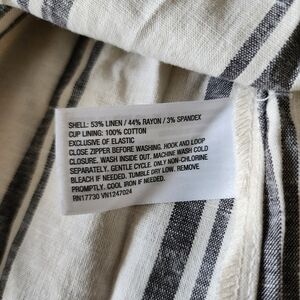 SHELL: 53% LINEN / 44% RAYON / 3% SPANDEX
CUP LINING: 100% COTTON
EXCLUSIVE OF ELASTIC
CLOSE ZIPPER BEFORE WASHING. HOOK AND LOOP
CLOSURE. WASH INSIDE OUT. MACHINE WASH COLD
SEPARATELY. GENTLE CYCLE. ONLY NON-CHLORINE
BLEACH IF NEEDED. TUMBLE DRY LOW. REMOVE
PROMPTLY. COOL IRON IF NEEDED.
RN17730 VN1247024